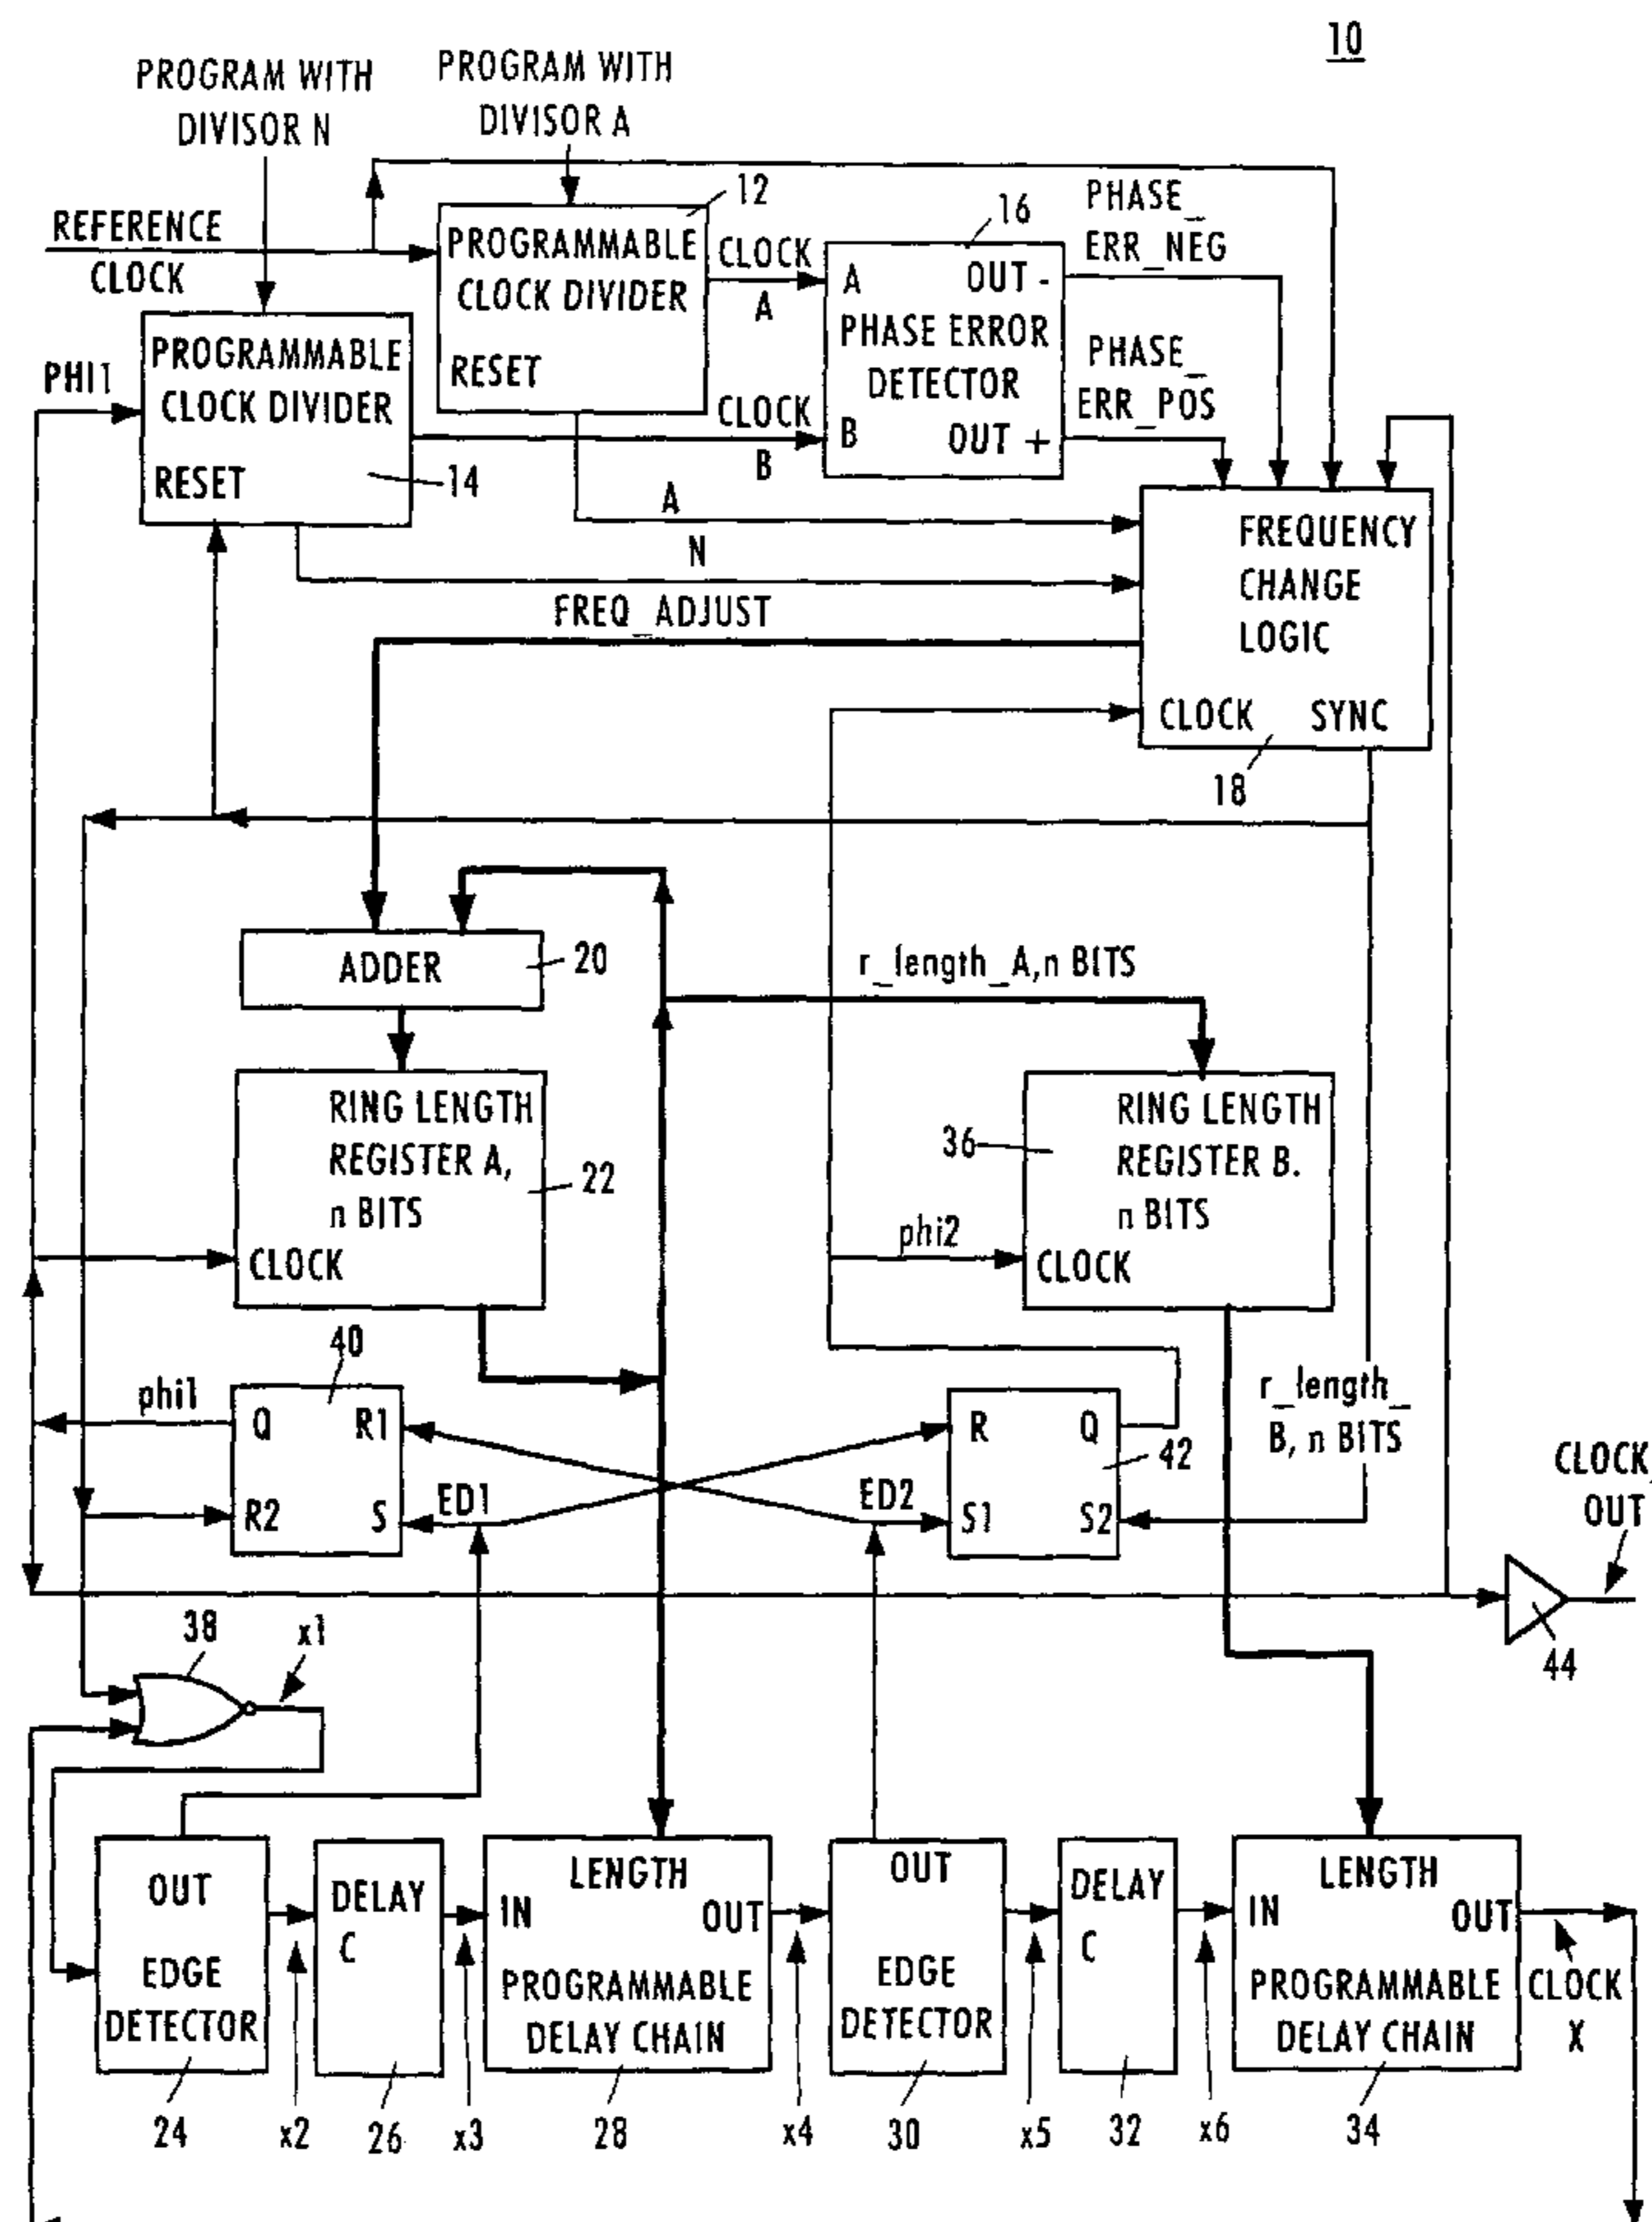 10
PROGRAM WITH
DIVISOR N
PROGRAM WITH
DIVISOR A
REFERENCE
CLOCK
12
PROGRAMMABLE
CLOCK DIVIDER
RESET
CLOCK
A
16
A OUT -
PHASE ERROR
DETECTOR
B OUT +
PHASE_
ERR_NEG
PHASE_
ERR_POS
PHI1
PROGRAMMABLE
CLOCK DIVIDER
RESET
14
CLOCK
B
A
N
FREQ_ADJUST
FREQUENCY
CHANGE
LOGIC
CLOCK SYNC
18
ADDER
20
r_length_A,n BITS
RING LENGTH
REGISTER A,
n BITS
CLOCK
22
36
RING LENGTH
REGISTER B.
n BITS
CLOCK
phi2
40
phi1
Q R1
R2 S
ED1
ED2
R Q
S1 S2
42
r_length_
B, n BITS
CLOCK
OUT
44
38
x1
OUT
EDGE
DETECTOR
24
x2
DELAY
C
26
x3
LENGTH
IN OUT
PROGRAMMABLE
DELAY CHAIN
28
x4
OUT
EDGE
DETECTOR
30
x5
DELAY
C
32
x6
LENGTH
IN OUT
PROGRAMMABLE
DELAY CHAIN
34
CLOCK
X